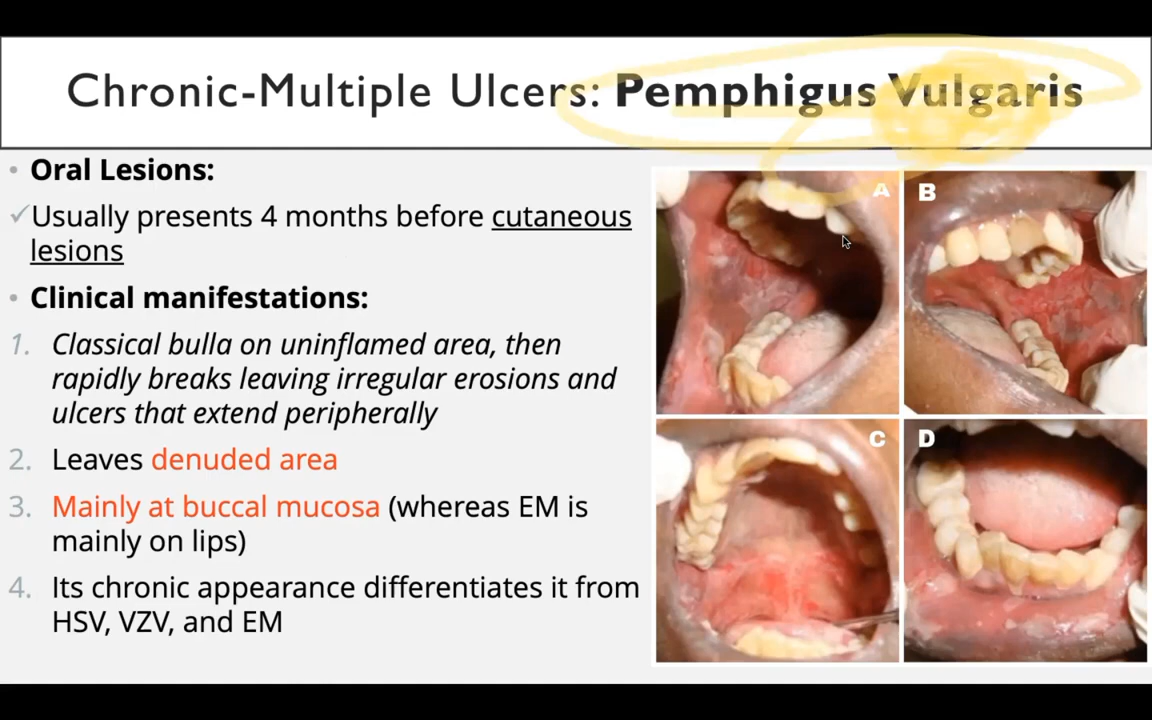 Chronic-Multiple Ulcers: Pemphigus Vulgaris
• Oral Lesions:
✓Usually presents 4 months before cutaneous
lesions
• Clinical manifestations:
1. Classical bulla on uninflamed area, then
rapidly breaks leaving irregular erosions and
ulcers that extend peripherally
2. Leaves denuded area
3. Mainly at buccal mucosa (whereas EM is
mainly on lips)
4. Its chronic appearance differentiates it from
HSV, VZV, and EM
A
B
C
D